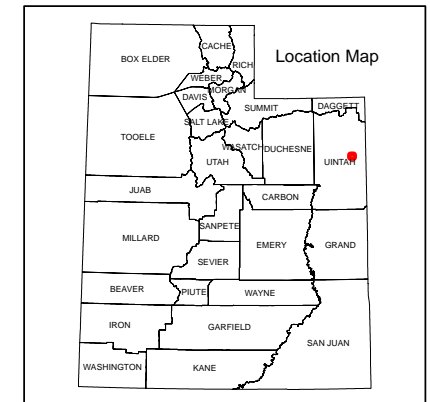 Location Map
BOX ELDER
CACHE
RICH
WEBER
MORGAN
DAVIS
SUMMIT
DAGGETT
SALT LAKE
TOOELE
WASATCH
DUCHESNE
UTAH
UINTAH
JUAB
CARBON
SANPETE
MILLARD
EMERY
GRAND
SEVIER
BEAVER
PIUTE
WAYNE
IRON
GARFIELD
SAN JUAN
WASHINGTON
KANE